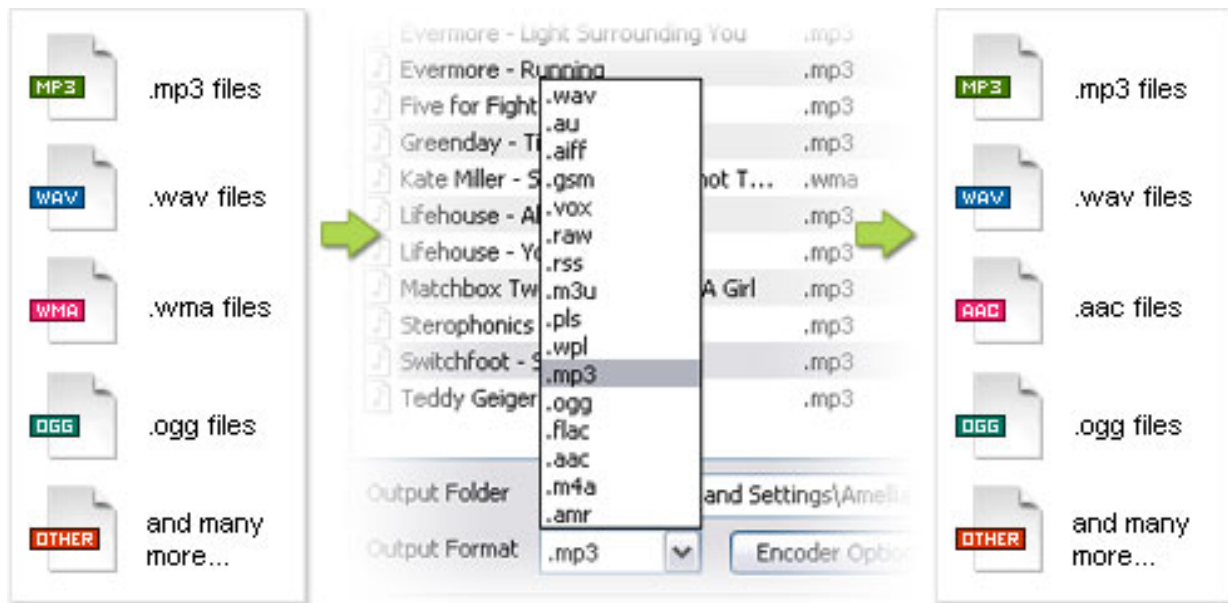 MP3
.mp3 files
WAV
.wav files
WMA
.wma files
OGG
.ogg files
OTHER
and many
more...
Evermore - Light Surrounding You .mp3
Evermore - Running .mp3
Five for Fight .mp3
Greenday - Ti .mp3
Kate Miller - S not T... .wma
Lifehouse - Al .mp3
Lifehouse - Yo .mp3
Matchbox Tw A Girl .mp3
Sterophonics .mp3
Switchfoot - S .mp3
Teddy Geiger .mp3
.wav
.au
.aiff
.gsm
.vox
.raw
.rss
.m3u
.pls
.wpl
.mp3
.ogg
.flac
.aac
.m4a
.amr
Output Folder and Settings\Ameli
Output Format .mp3 Encoder Optio
MP3
.mp3 files
WAV
.wav files
AAC
.aac files
OGG
.ogg files
OTHER
and many
more...